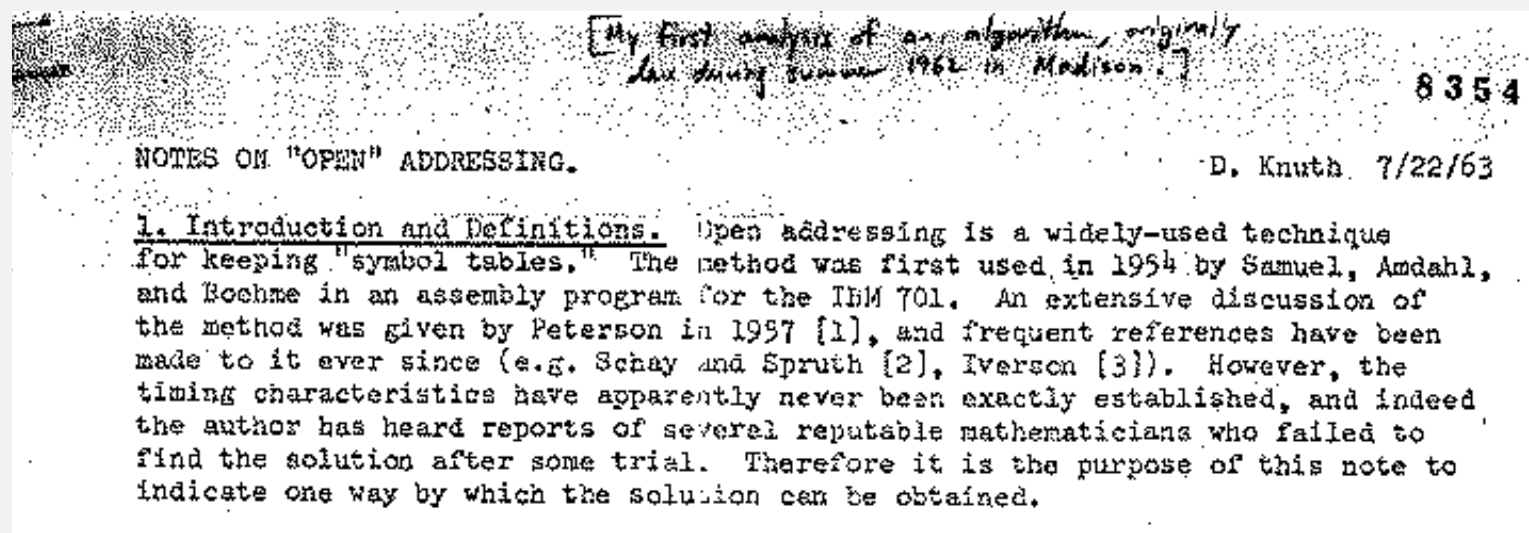 [My first analysis of an algorithm, originally
done during summer 1962 in Madison.]
8354
NOTES ON "OPEN" ADDRESSING.
D. Knuth 7/22/63
1. Introduction and Definitions. Open addressing is a widely-used technique
for keeping "symbol tables." The method was first used in 1954 by Samuel, Amdahl,
and Boehme in an assembly program for the IBM 701. An extensive discussion of
the method was given by Peterson in 1957 [1], and frequent references have been
made to it ever since (e.g. Schay and Spruth [2], Iverson [3]). However, the
timing characteristics have apparently never been exactly established, and indeed
the author has heard reports of several reputable mathematicians who failed to
find the solution after some trial. Therefore it is the purpose of this note to
indicate one way by which the solution can be obtained.